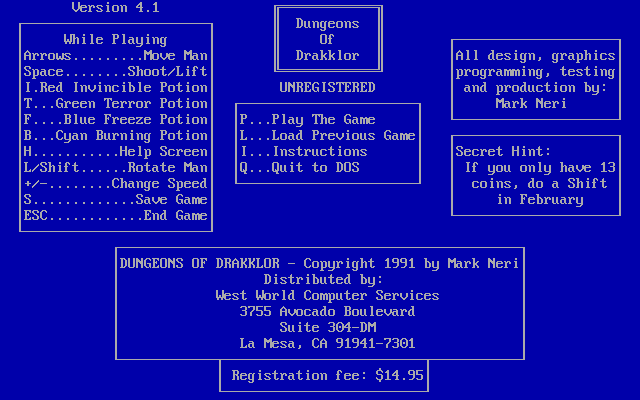 Version 4.1
While Playing
Arrows.........Move Man
Space........Shoot/Lift
I.Red Invincible Potion
T...Green Terror Potion
F....Blue Freeze Potion
B...Cyan Burning Potion
H...........Help Screen
L/Shift......Rotate Man
+/-........Change Speed
S.............Save Game
ESC............End Game
Dungeons
Of
Drakklor
UNREGISTERED
P...Play The Game
L...Load Previous Game
I...Instructions
Q...Quit to DOS
All design, graphics
programming, testing
and production by:
Mark Neri
Secret Hint:
If you only have 13
coins, do a Shift
in February
DUNGEONS OF DRAKKLOR - Copyright 1991 by Mark Neri
Distributed by:
West World Computer Services
3755 Avocado Boulevard
Suite 304-DM
La Mesa, CA 91941-7301
Registration fee: $14.95